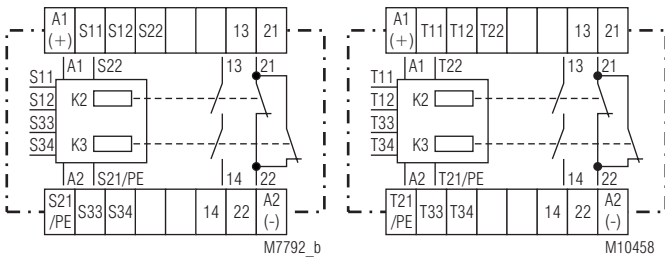 A1 (+) S11 S12 S22 13 21
A1 S22 13 21
S11
S12
S33
S34
K2
K3
A2 S21/PE 14 22
S21 /PE S33 S34 14 22 A2 (-)
M7792_b
A1 (+) T11 T12 T22 13 21
A1 T22 13 21
T11
T12
T33
T34
K2
K3
A2 T21/PE 14 22
T21 /PE T33 T34 14 22 A2 (-)
M10458